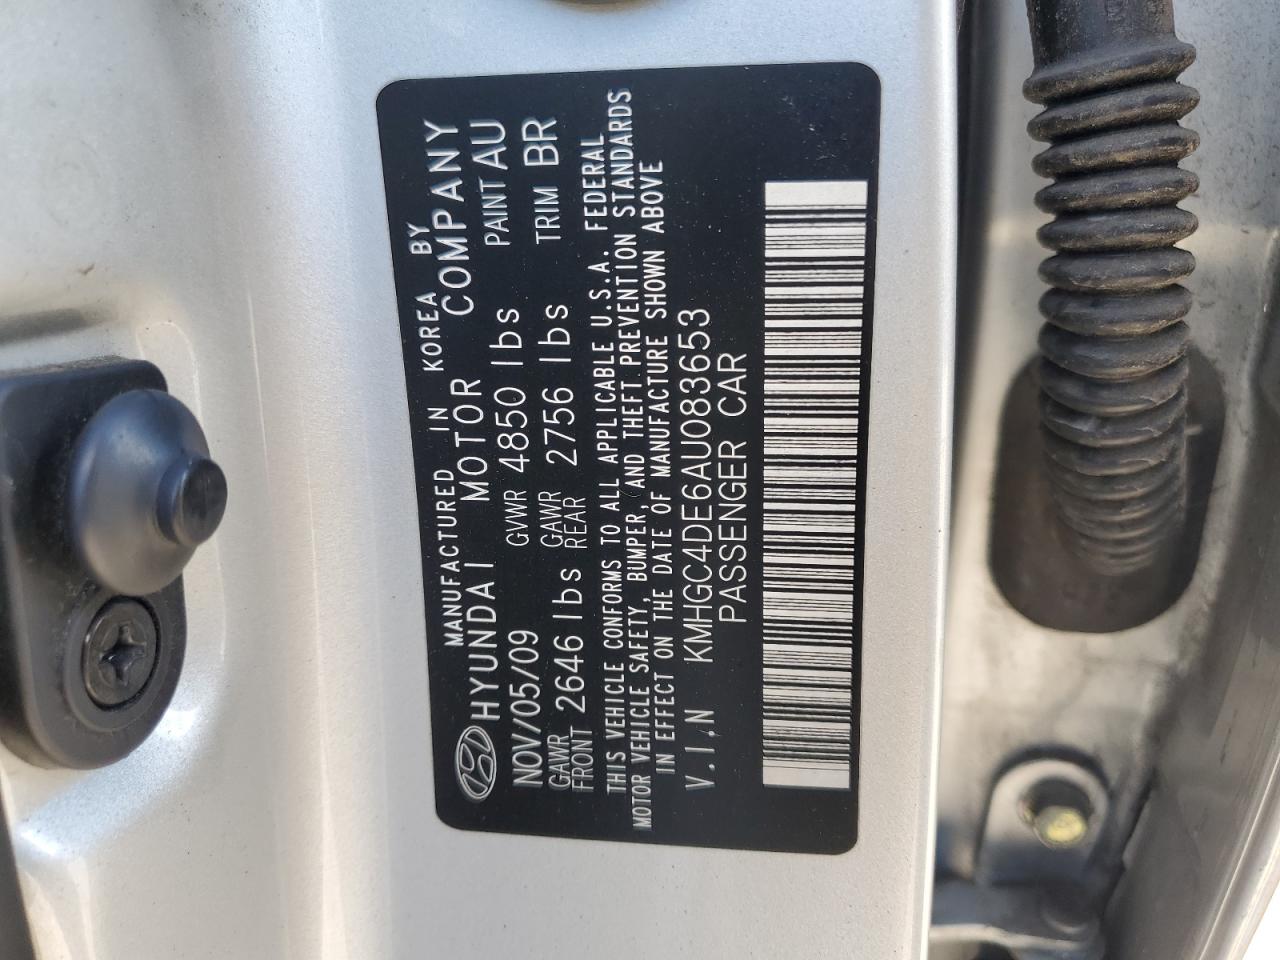 MANUFACTURED IN KOREA BY
HYUNDAI MOTOR COMPANY
NOV/05/09 GVWR 4850 lbs PAINT AU
GAWR FRONT 2646 lbs GAWR REAR 2756 lbs TRIM BR
THIS VEHICLE CONFORMS TO ALL APPLICABLE U.S.A. FEDERAL
MOTOR VEHICLE SAFETY, BUMPER, AND THEFT PREVENTION STANDARDS
IN EFFECT ON THE DATE OF MANUFACTURE SHOWN ABOVE
V.I.N KMHGC4DE6AU083653
PASSENGER CAR